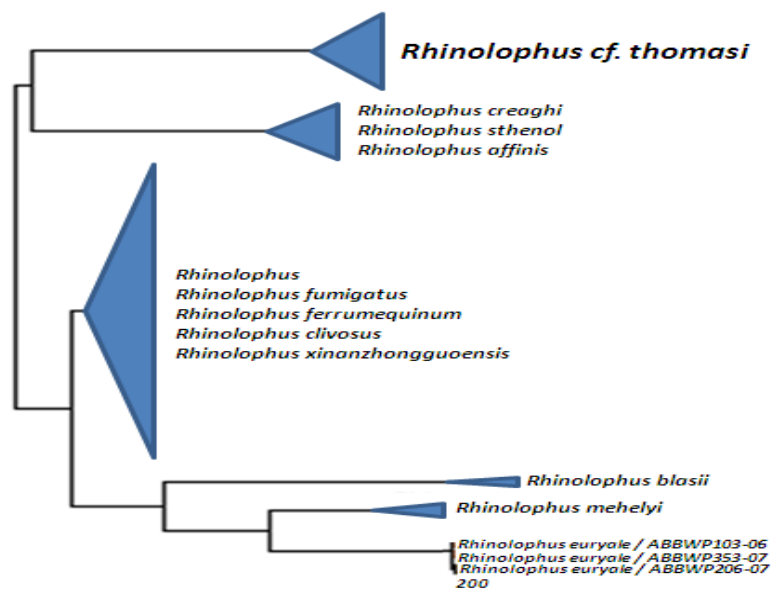 Rhinolophus cf. thomasi
Rhinolophus creaghi
Rhinolophus sthenol
Rhinolophus affinis
Rhinolophus
Rhinolophus fumigatus
Rhinolophus ferrumequinum
Rhinolophus clivosus
Rhinolophus xinanzhongguoensis
Rhinolophus blasii
Rhinolophus mehelyi
Rhinolophus euryale / ABBWP103-06
Rhinolophus euryale / ABBWP353-07
Rhinolophus euryale / ABBWP206-07
200